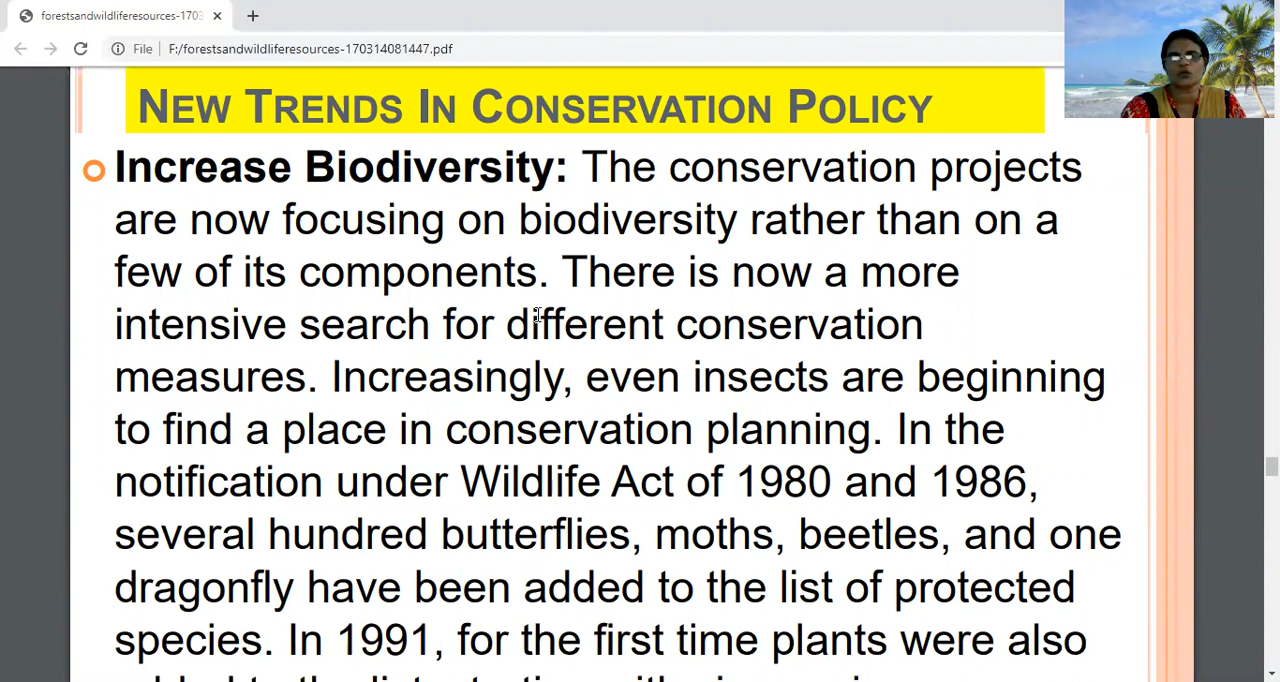 forestsandwildliferesources-1703
File
F:/forestsandwildliferesources-170314081447.pdf
NEW TRENDS IN CONSERVATION POLICY
Increase Biodiversity: The conservation projects
are now focusing on biodiversity rather than on a
few of its components. There is now a more
intensive search for different conservation
measures. Increasingly, even insects are beginning
to find a place in conservation planning. In the
notification under Wildlife Act of 1980 and 1986,
several hundred butterflies, moths, beetles, and one
dragonfly have been added to the list of protected
species. In 1991, for the first time plants were also